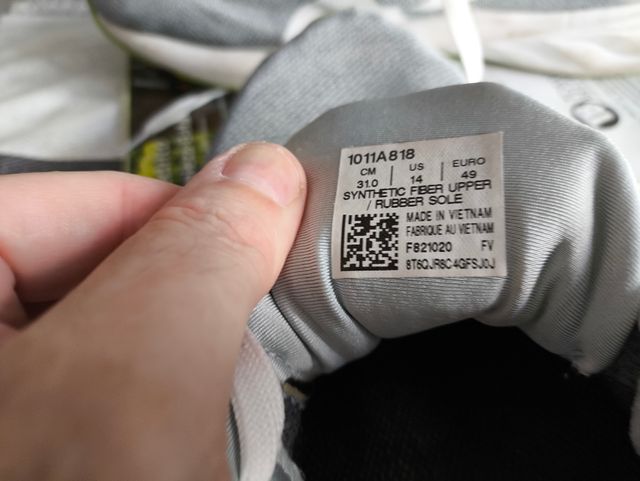 1011A818
CM | US | EURO
31.0 | 14 | 49
SYNTHETIC FIBER UPPER
/ RUBBER SOLE
MADE IN VIETNAM
FABRIQUE AU VIETNAM
F821020 FV
8T6QJR8C4GFSJ0J